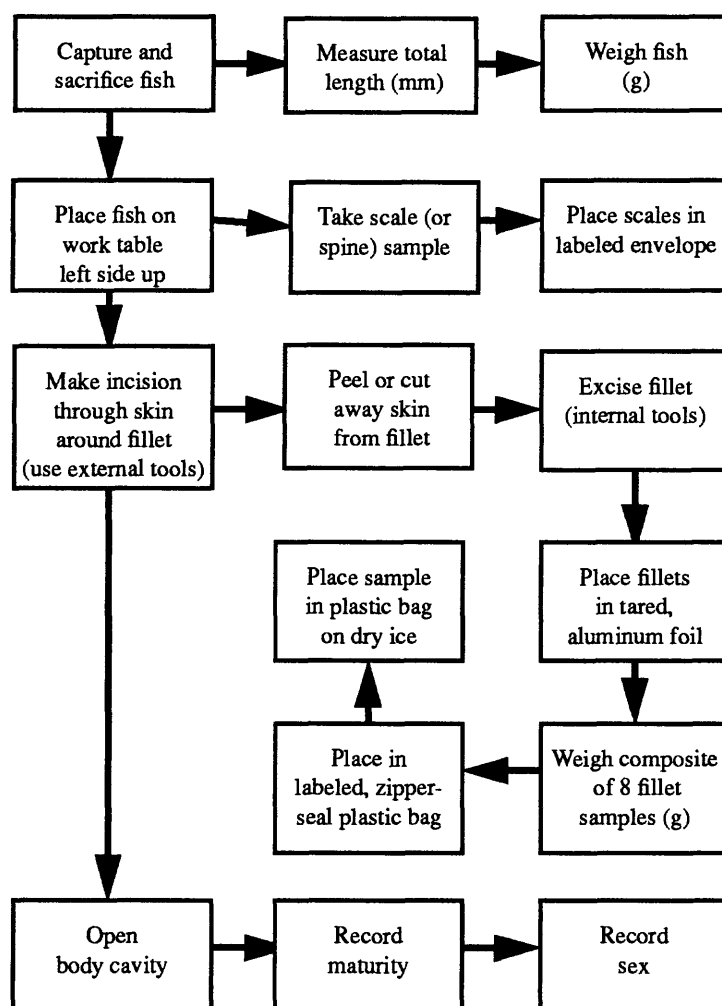 Capture and
sacrifice fish
Measure total
length (mm)
Weigh fish
(g)
Place fish on
work table
left side up
Take scale (or
spine) sample
Place scales in
labeled envelope
Make incision
through skin
around fillet
(use external tools)
Peel or cut
away skin
from fillet
Excise fillet
(internal tools)
Place sample
in plastic bag
on dry ice
Place fillets
in tared,
aluminum foil
Place in
labeled, zipper-
seal plastic bag
Weigh composite
of 8 fillet
samples (g)
Open
body cavity
Record
maturity
Record
sex